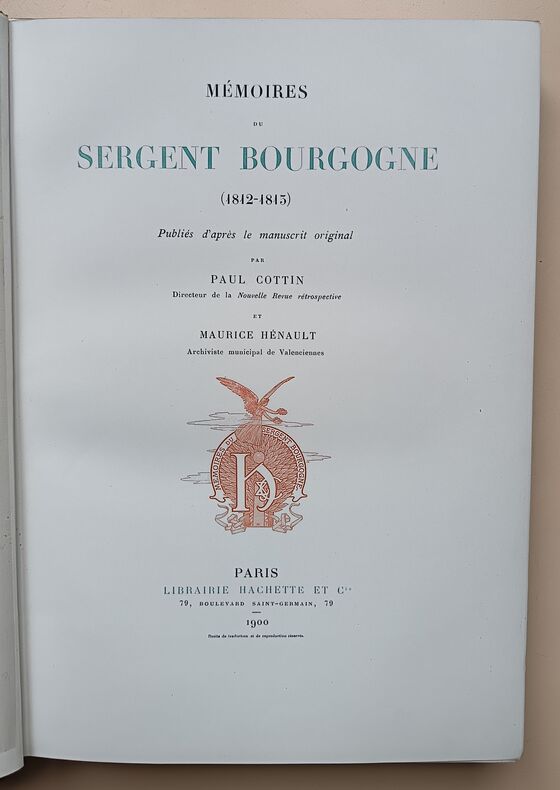 MÉMOIRES
DU
SERGENT BOURGOGNE
(1812-1813)
Publiés d'après le manuscrit original
PAR
PAUL COTTIN
Directeur de la Nouvelle Revue rétrospective
ET
MAURICE HÉNAULT
Archiviste municipal de Valenciennes
MÉMOIRES DU SERGENT BOURGOGNE
H
PARIS
LIBRAIRIE HACHETTE ET Cie
79, BOULEVARD SAINT-GERMAIN, 79
1900
Droits de traduction et de reproduction réservés.